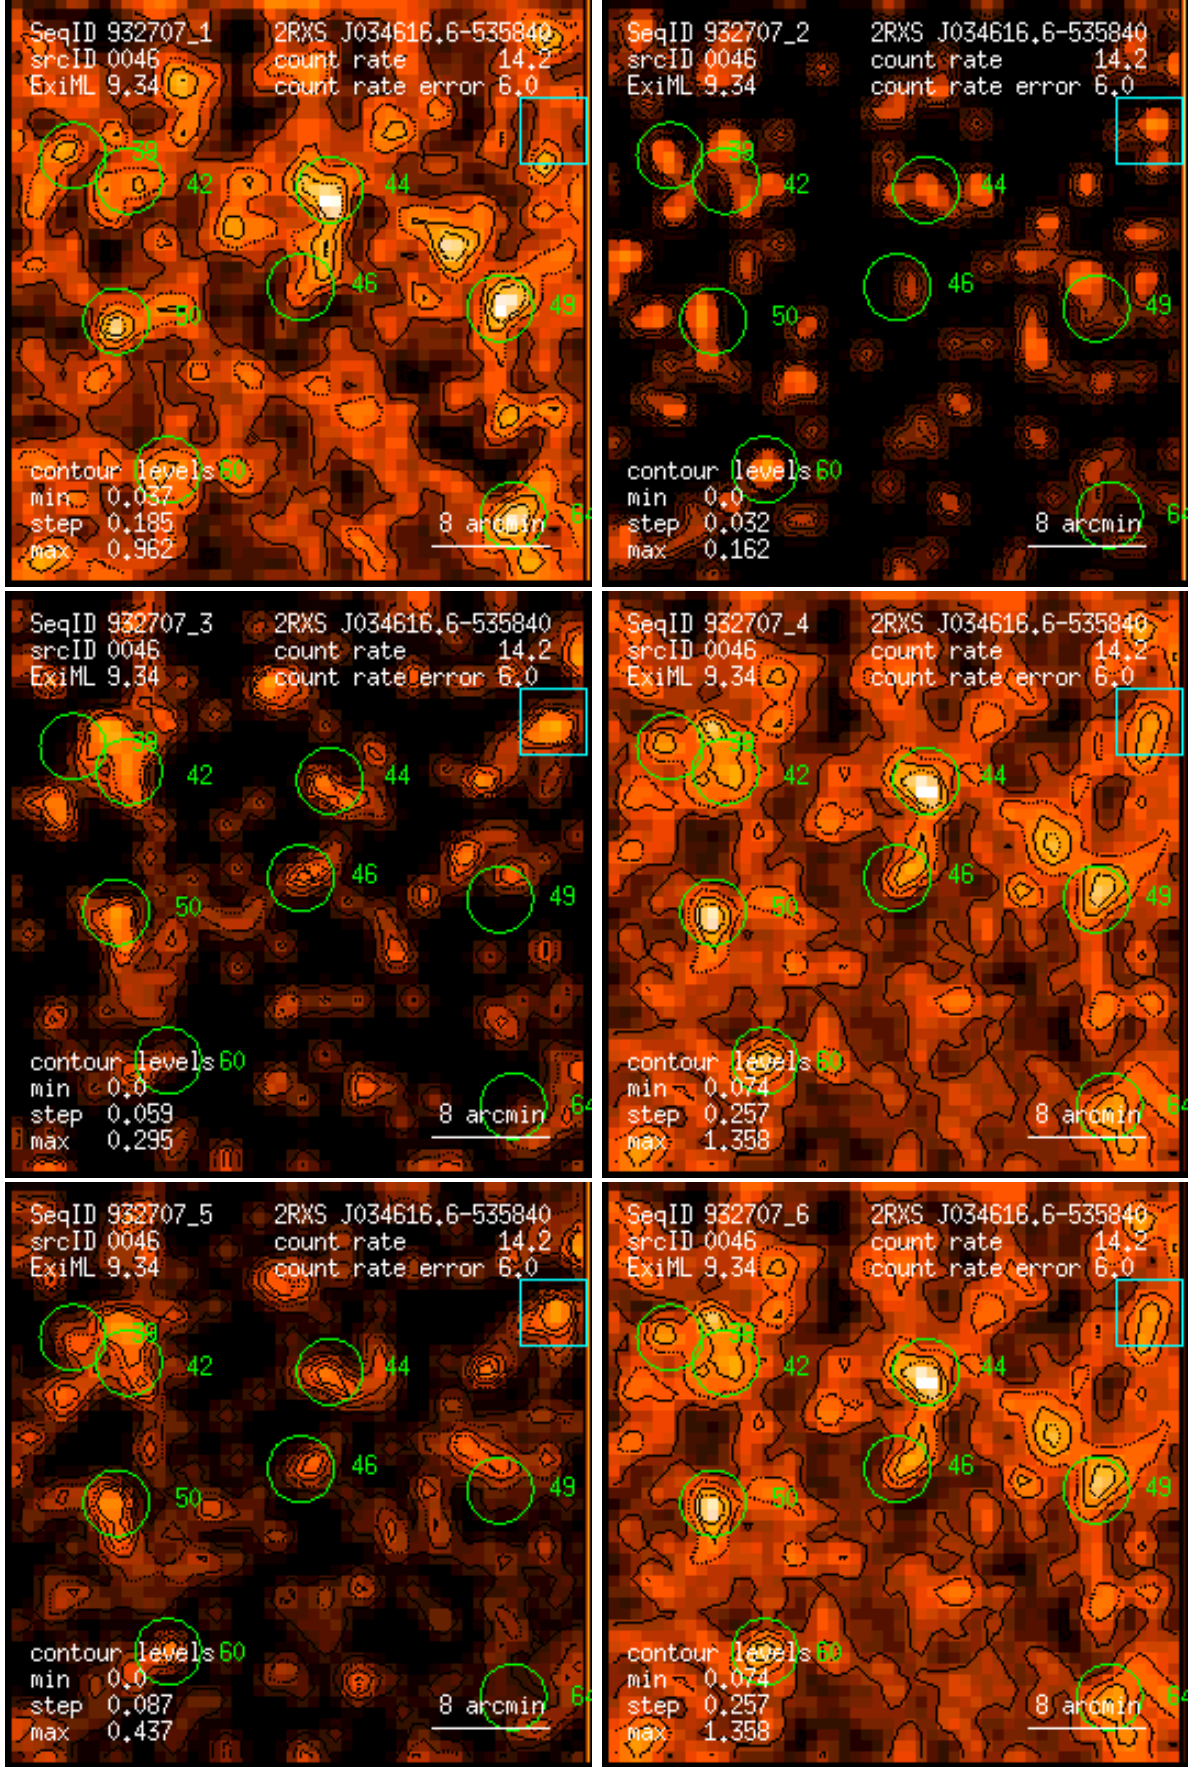 SeqID 932707_1 2RXS J034616.6-535840
srcID 0046 count rate 14.2
ExiML 9.34 count rate error 6.0
39
42
44
46
49
50
contour levels 60
min 0.037
step 0.185 8 arcmin 64
max 0.962
SeqID 932707_2 2RXS J034616.6-535840
srcID 0046 count rate 14.2
ExiML 9.34 count rate error 6.0
39
42
44
46
49
50
contour levels 60
min 0.0
step 0.032 8 arcmin 64
max 0.162
SeqID 932707_3 2RXS J034616.6-535840
srcID 0046 count rate 14.2
ExiML 9.34 count rate error 6.0
39
42
44
46
49
50
contour levels 60
min 0.0
step 0.059 8 arcmin 64
max 0.295
SeqID 932707_4 2RXS J034616.6-535840
srcID 0046 count rate 14.2
ExiML 9.34 count rate error 6.0
39
42
44
46
49
50
contour levels 60
min 0.074
step 0.257 8 arcmin 64
max 1.358
SeqID 932707_5 2RXS J034616.6-535840
srcID 0046 count rate 14.2
ExiML 9.34 count rate error 6.0
39
42
44
46
49
50
contour levels 60
min 0.0
step 0.087 8 arcmin 64
max 0.437
SeqID 932707_6 2RXS J034616.6-535840
srcID 0046 count rate 14.2
ExiML 9.34 count rate error 6.0
39
42
44
46
49
50
contour levels 60
min 0.074
step 0.257 8 arcmin 64
max 1.358